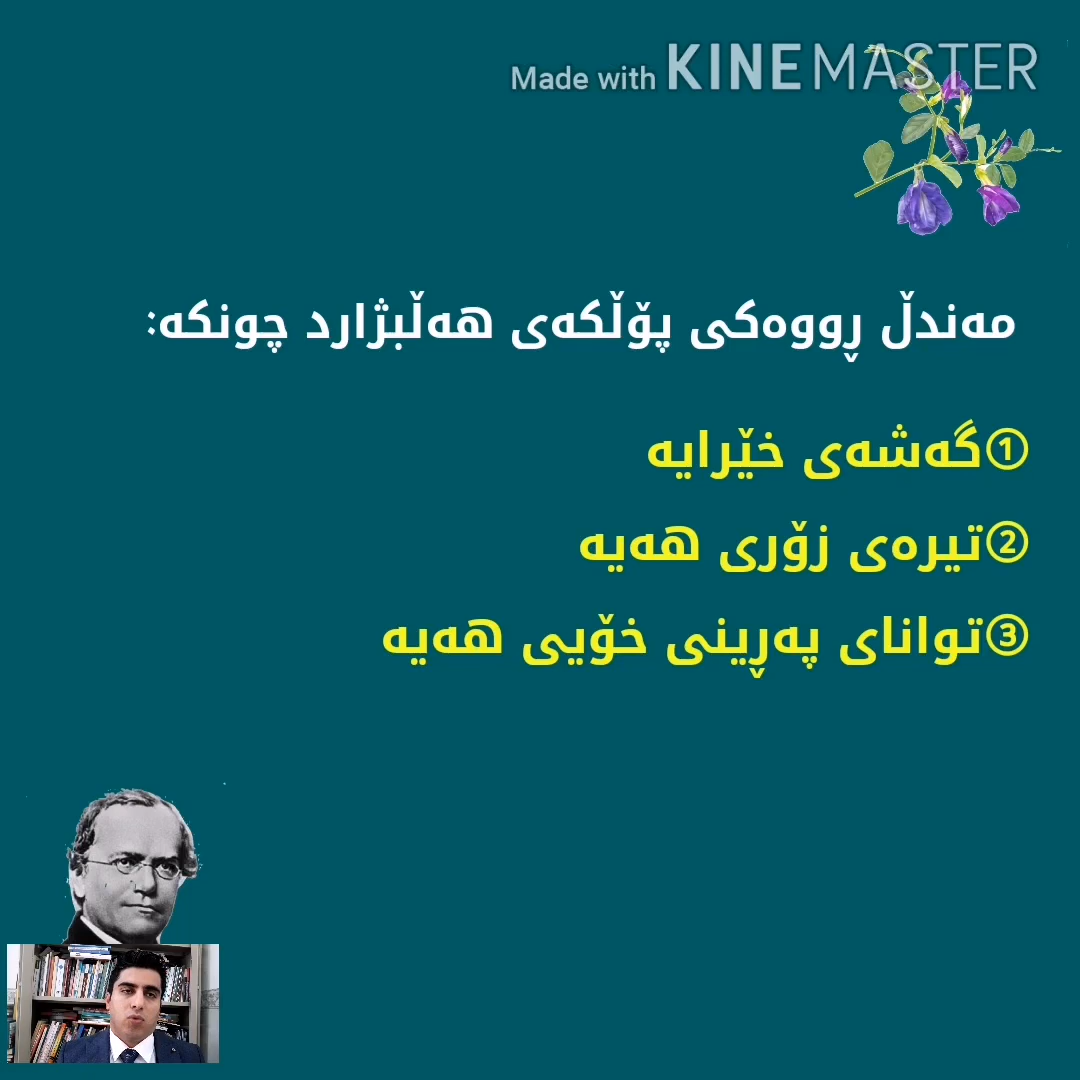 Made with KINEMASTER
مەندڵ ڕووەکی پۆڵکەی هەڵبژارد چونکە:
①گەشەی خێرایە
②تیرەی زۆری هەیە
③توانای پەڕینی خۆیی هەیە